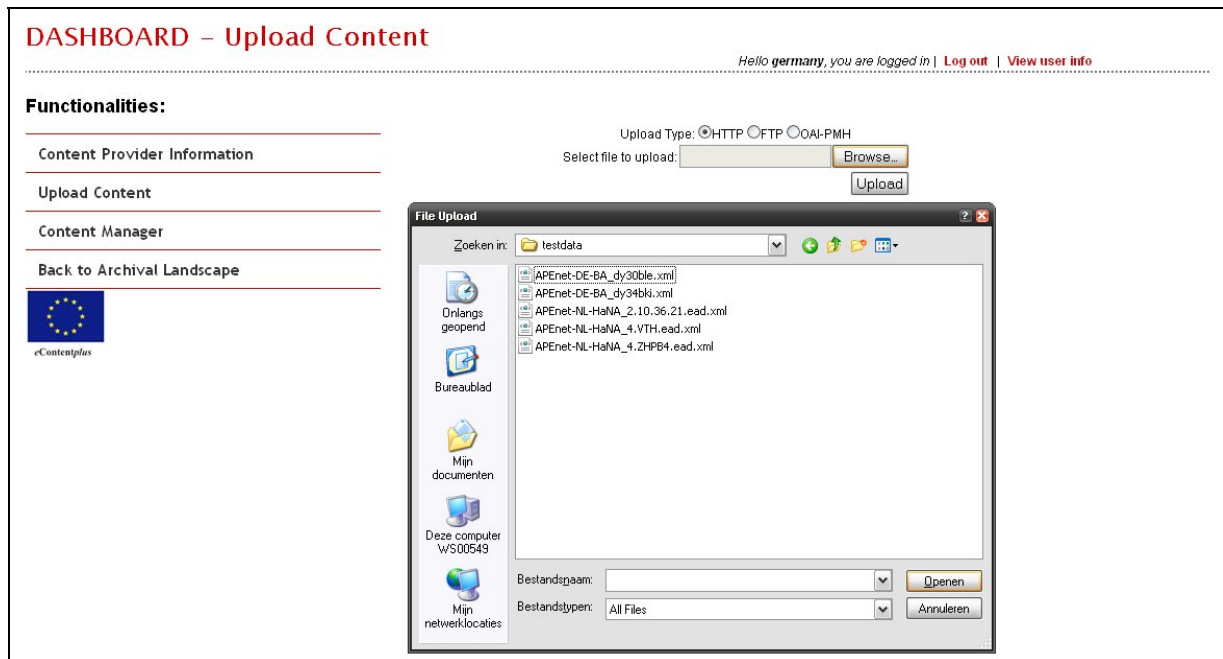 DASHBOARD – Upload Content
Hello germany, you are logged in | Log out | View user info
Functionalities:
Content Provider Information
Upload Content
Content Manager
Back to Archival Landscape
eContentplus
Upload Type: HTTP FTP OAI-PMH
Select file to upload: Browse...
Upload
File Upload
Zoeken in: testdata
APEnet-DE-BA_dy30ble.xml
APEnet-DE-BA_dy34bki.xml
APEnet-NL-HaNA_2.10.36.21.ead.xml
APEnet-NL-HaNA_4.VTH.ead.xml
APEnet-NL-HaNA_4.ZHPB4.ead.xml
Onlangs
geopend
Bureaublad
Mijn
documenten
Deze computer
WS00549
Mijn
netwerklocaties
Bestandsnaam: Openen
Bestandstypen: All Files Annuleren